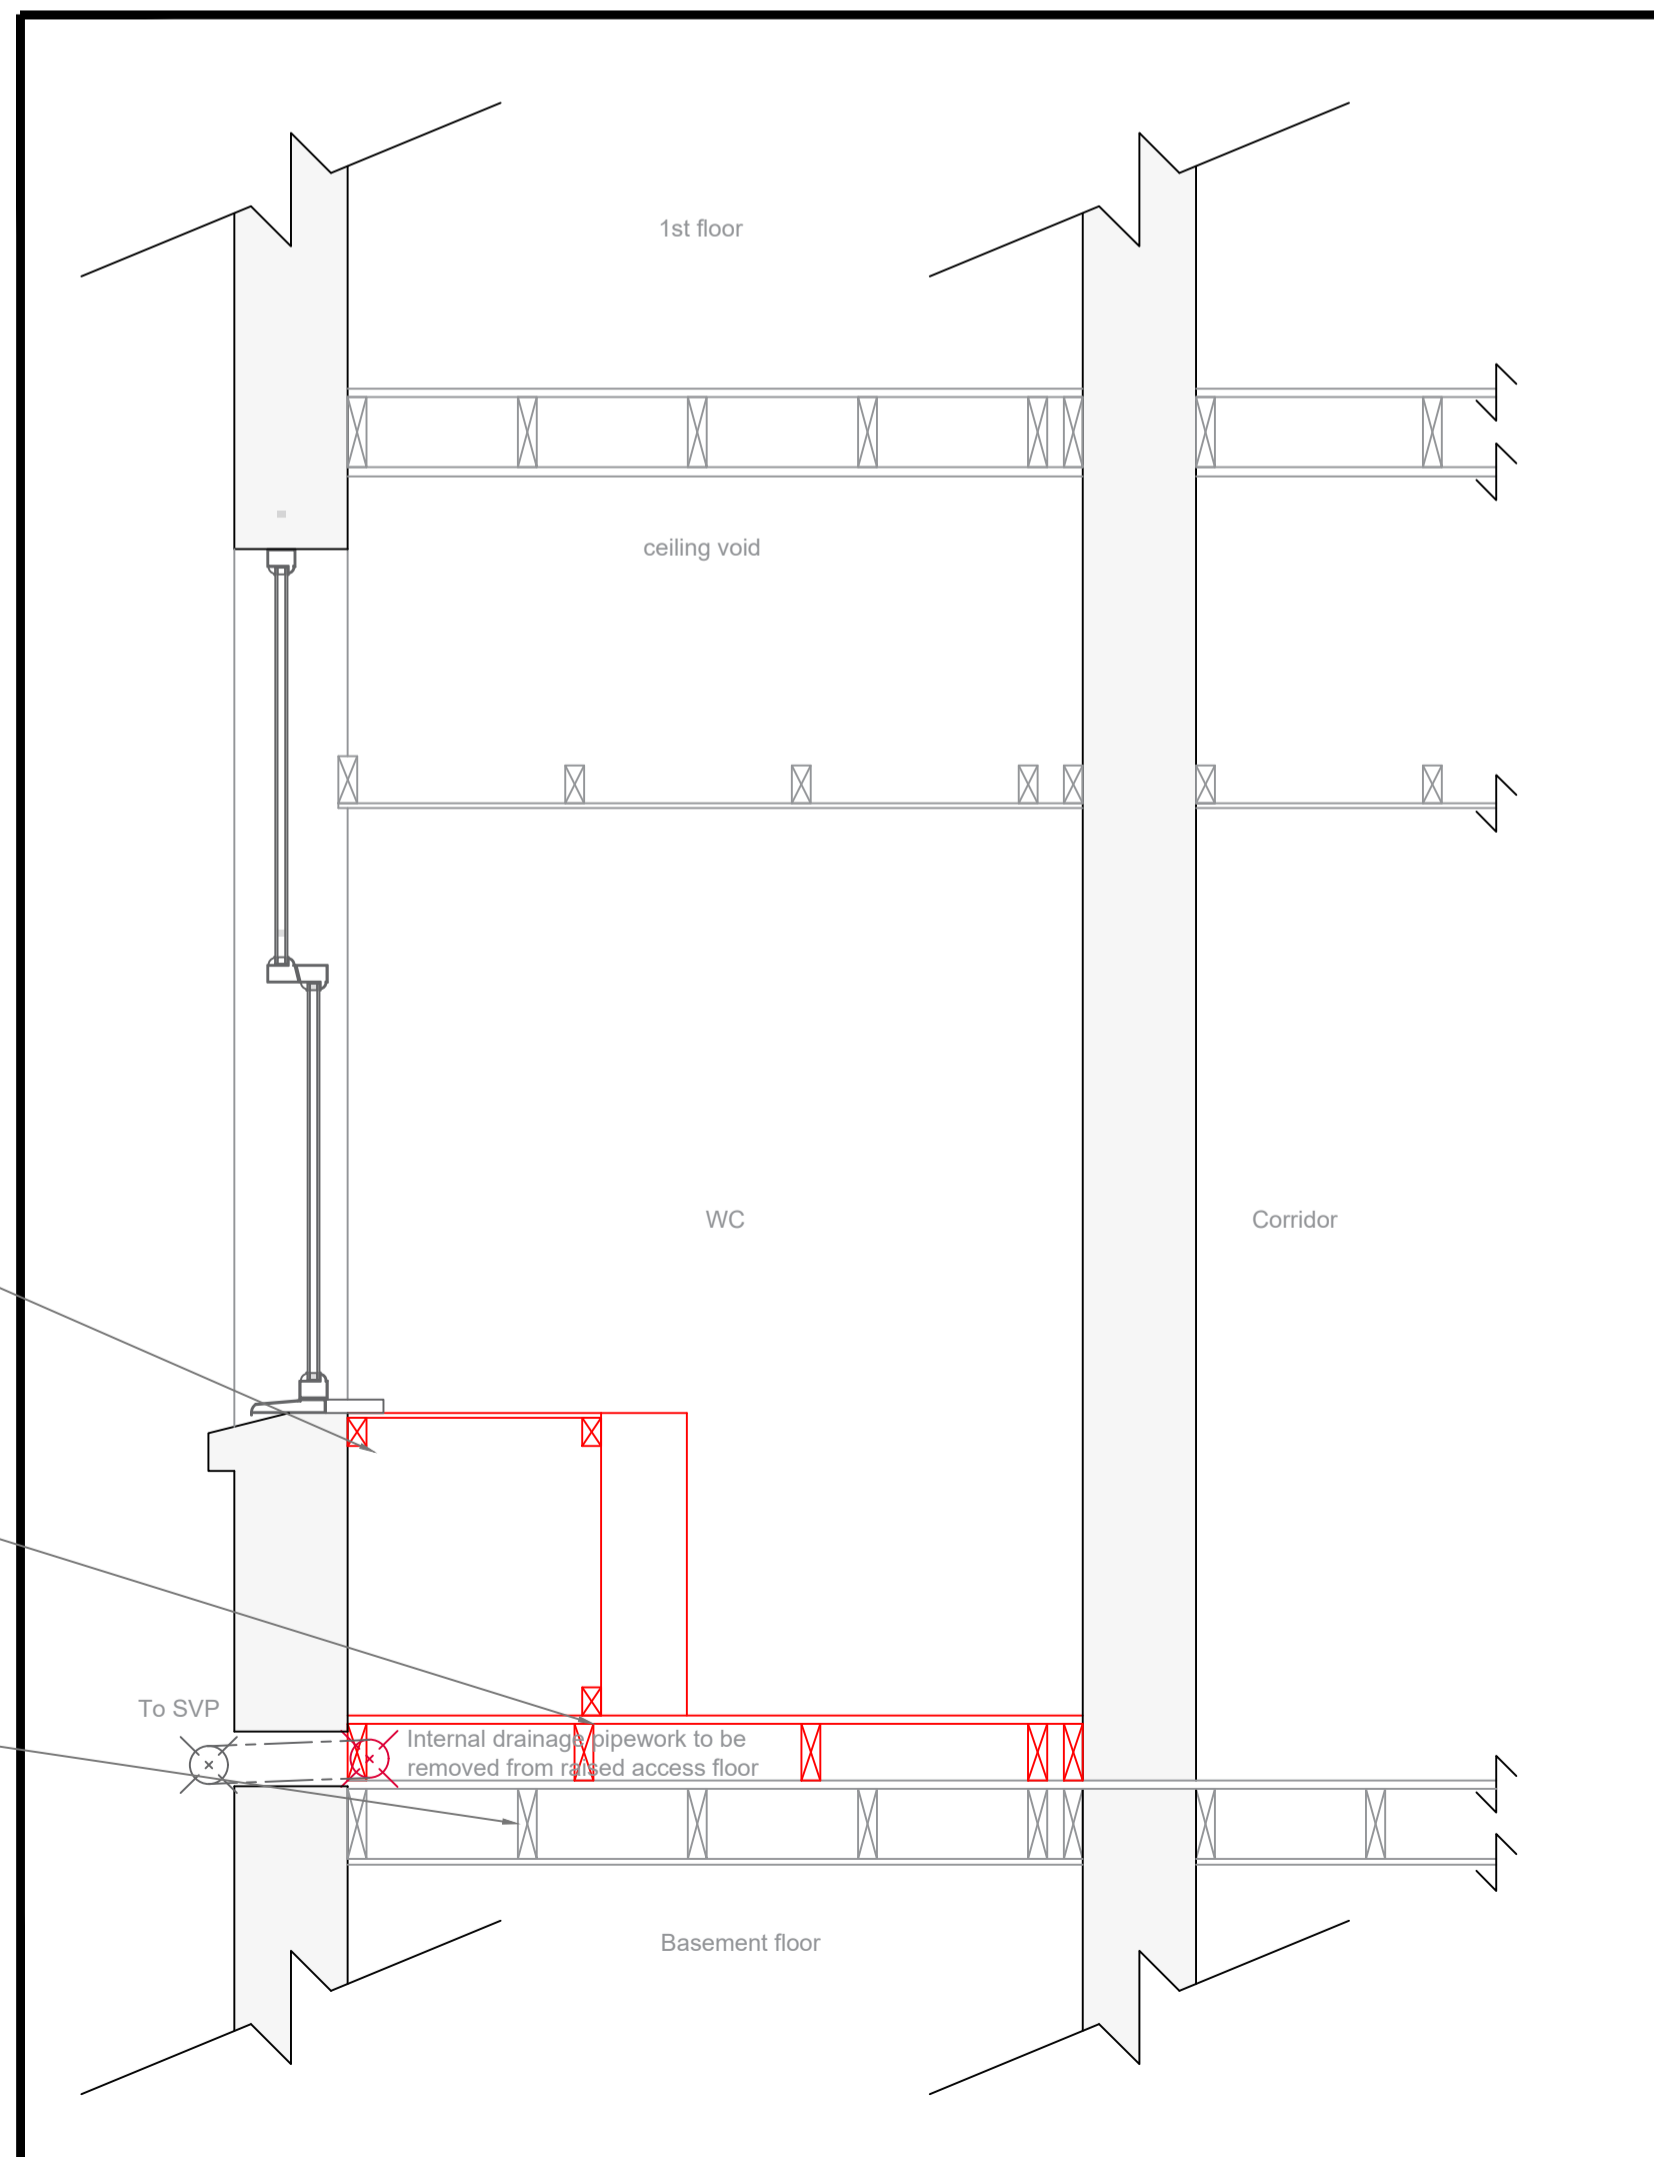 1st floor
ceiling void
WC
Corridor
To SVP
Internal drainage pipework to be
removed from raised access floor
Basement floor